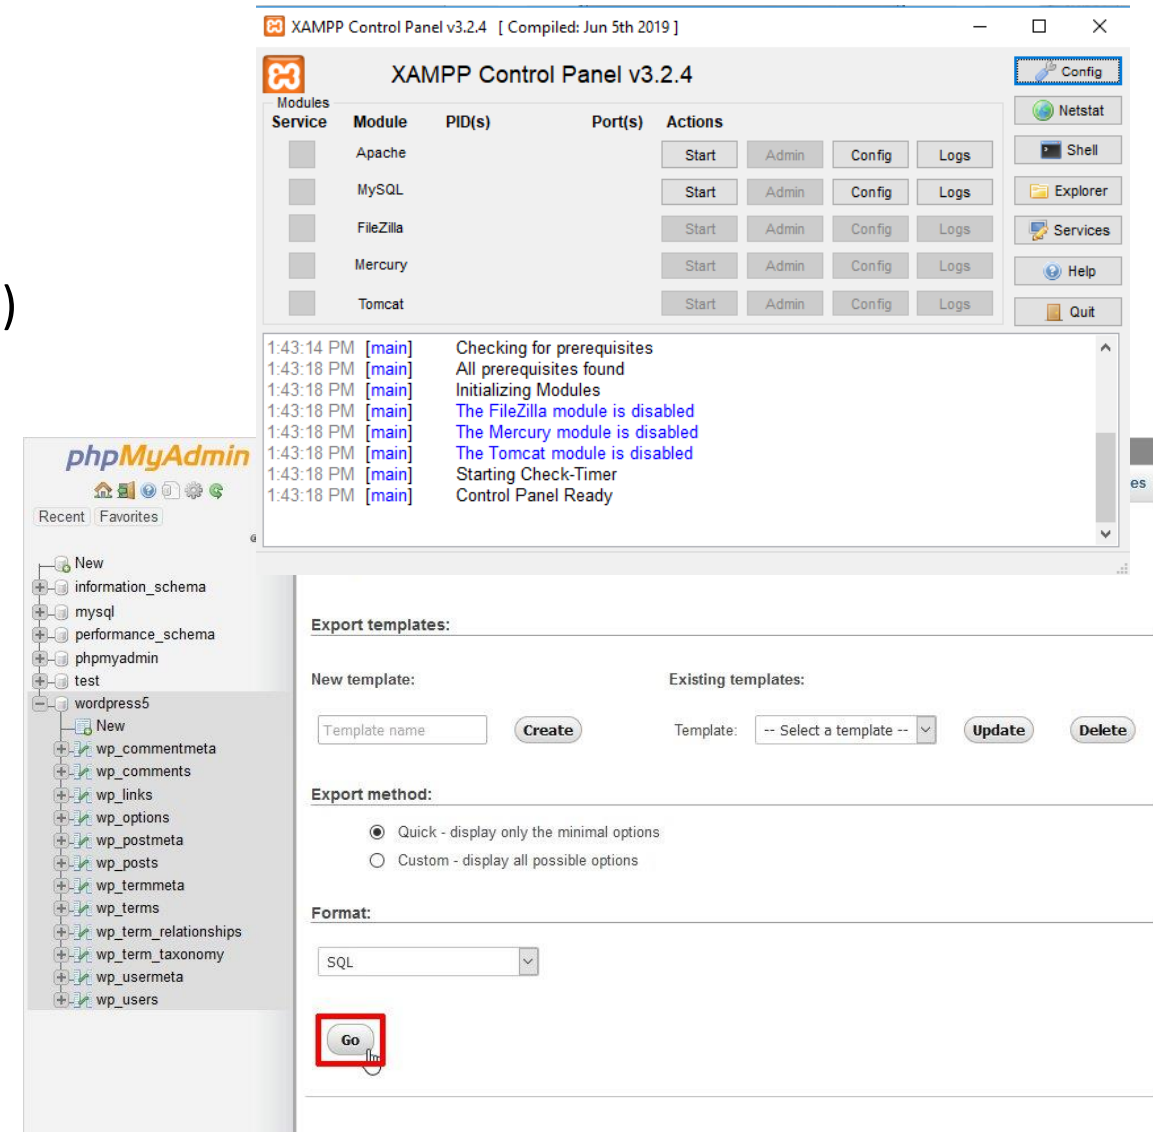 XAMPP Control Panel v3.2.4 [ Compiled: Jun 5th 2019 ]
XAMPP Control Panel v3.2.4
Config
Modules
Service Module PID(s) Port(s) Actions
Netstat
Apache Start Admin Config Logs
Shell
MySQL Start Admin Config Logs
Explorer
FileZilla Start Admin Config Logs
Services
Mercury Start Admin Config Logs
Help
Tomcat Start Admin Config Logs
Quit
)
1:43:14 PM [main] Checking for prerequisites
1:43:18 PM [main] All prerequisites found
1:43:18 PM [main] Initializing Modules
1:43:18 PM [main] The FileZilla module is disabled
1:43:18 PM [main] The Mercury module is disabled
1:43:18 PM [main] The Tomcat module is disabled
1:43:18 PM [main] Starting Check-Timer
1:43:18 PM [main] Control Panel Ready
phpMyAdmin
es
Recent Favorites
New
information_schema
mysql
performance_schema
phpmyadmin
test
wordpress5
New
wp_commentmeta
wp_comments
wp_links
wp_options
wp_postmeta
wp_posts
wp_termmeta
wp_terms
wp_term_relationships
wp_term_taxonomy
wp_usermeta
wp_users
Export templates:
New template: Existing templates:
Template name Create Template: -- Select a template -- Update Delete
Export method:
Quick - display only the minimal options
Custom - display all possible options
Format:
SQL
Go